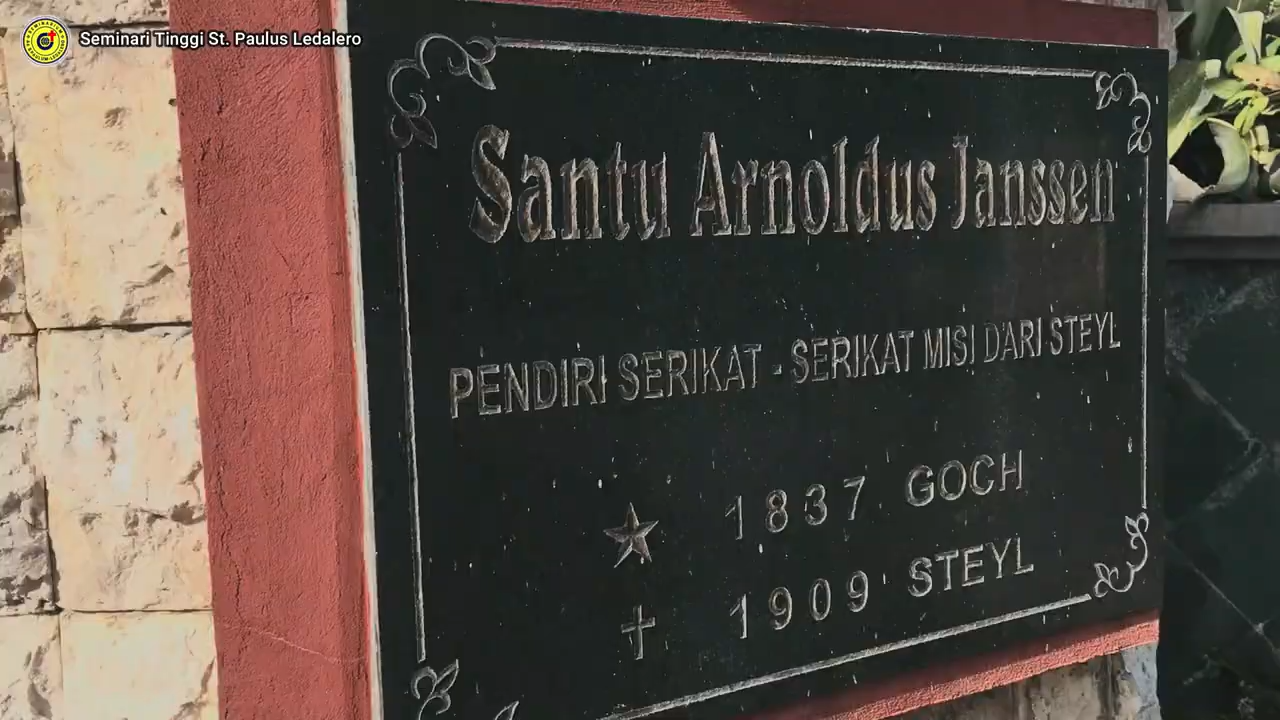 Seminari Tinggi St. Paulus Ledalero
Santu Arnoldus Janssen
PENDIRI SERIKAT - SERIKAT MISI DARI STEYL
1837 GOCH
1909 STEYL